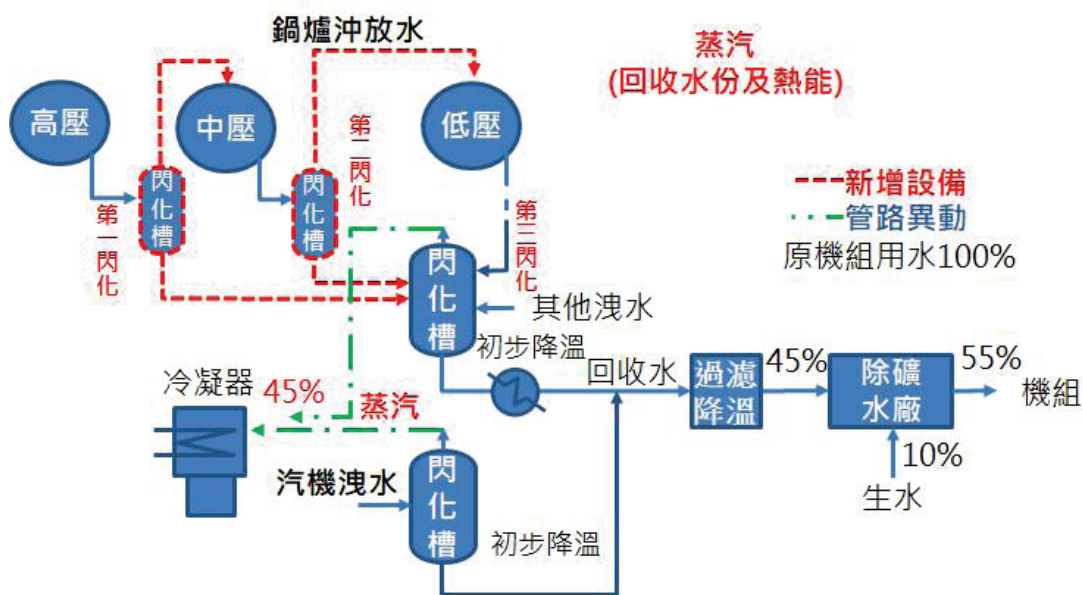 鍋爐沖放水
蒸汽
(回收水份及熱能)
高壓
中壓
低壓
閃化槽
第一閃化
閃化槽
第二閃化
第三閃化
新增設備
管路異動
原機組用水100%
閃化槽
其他洩水
初步降溫
回收水
過濾
降溫
45%
除礦
水廠
55%
機組
10%
生水
冷凝器
45%
蒸汽
汽機洩水
閃化槽
初步降溫